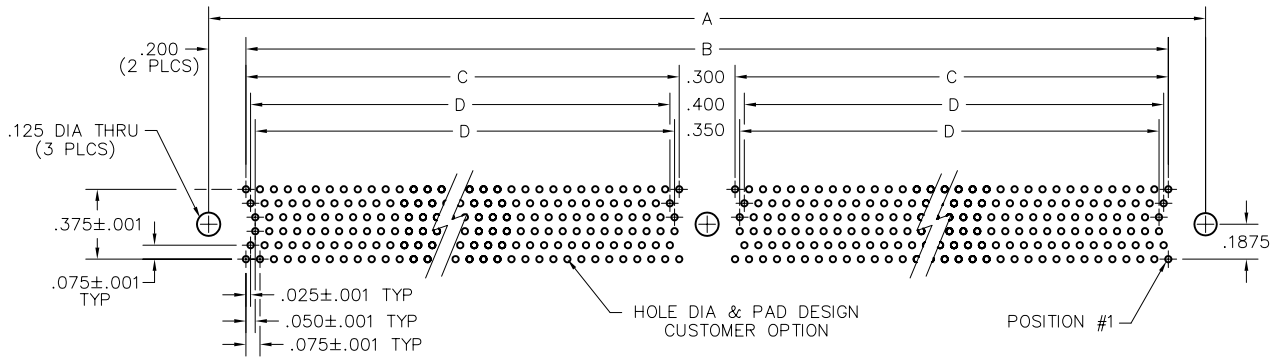 A
.200
(2 PLCS)
B
C
.300
C
D
.400
D
.125 DIA THRU
(3 PLCS)
D
.350
D
.375±.001
.1875
.075±.001
TYP
.025±.001 TYP
HOLE DIA & PAD DESIGN
CUSTOMER OPTION
POSITION #1
.050±.001 TYP
.075±.001 TYP